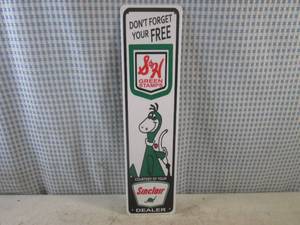 DON'T FORGET
YOUR FREE
S&H
GREEN
STAMPS
COURTESY OF YOUR
Sinclair
DEALER